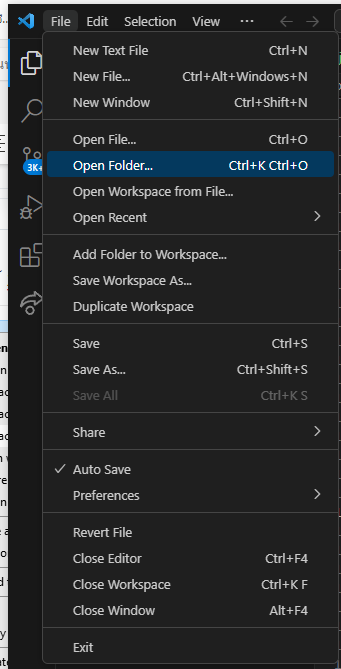 File Edit Selection View ...
New Text File Ctrl+N
New File... Ctrl+Alt+Windows+N
New Window Ctrl+Shift+N
Open File... Ctrl+O
Open Folder... Ctrl+K Ctrl+O
Open Workspace from File...
Open Recent
3K+
Add Folder to Workspace...
Save Workspace As...
Duplicate Workspace
Save Ctrl+S
Save As... Ctrl+Shift+S
Save All Ctrl+K S
Share
Auto Save
Preferences
Revert File
Close Editor Ctrl+F4
Close Workspace Ctrl+K F
Close Window Alt+F4
Exit